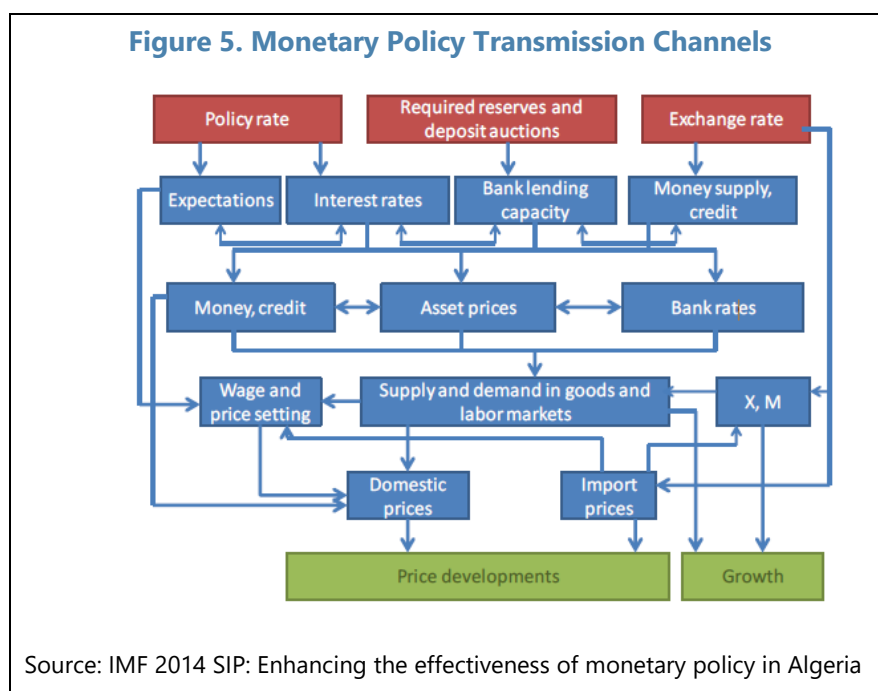 Figure 5. Monetary Policy Transmission Channels
Policy rate
Required reserves and
deposit auctions
Exchange rate
Expectations
Interest rates
Bank lending
capacity
Money supply,
credit
Money, credit
Asset prices
Bank rates
Wage and
price setting
Supply and demand in goods and
labor markets
X, M
Domestic
prices
Import
prices
Price developments
Growth
Source: IMF 2014 SIP: Enhancing the effectiveness of monetary policy in Algeria